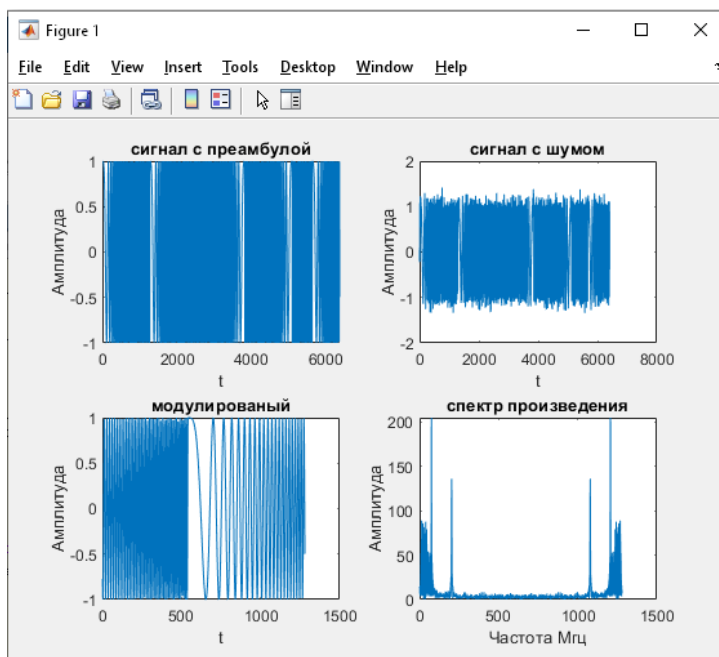 Figure 1
File Edit View Insert Tools Desktop Window Help
сигнал с преамбулой
1
0.5
0
-0.5
-1
Амплитуда
0 2000 4000 6000
t
сигнал с шумом
2
1
0
-1
-2
Амплитуда
0 2000 4000 6000 8000
t
модулированый
1
0.5
0
-0.5
-1
Амплитуда
0 500 1000 1500
t
спектр произведения
200
150
100
50
0
Амплитуда
0 500 1000 1500
Частота Мгц